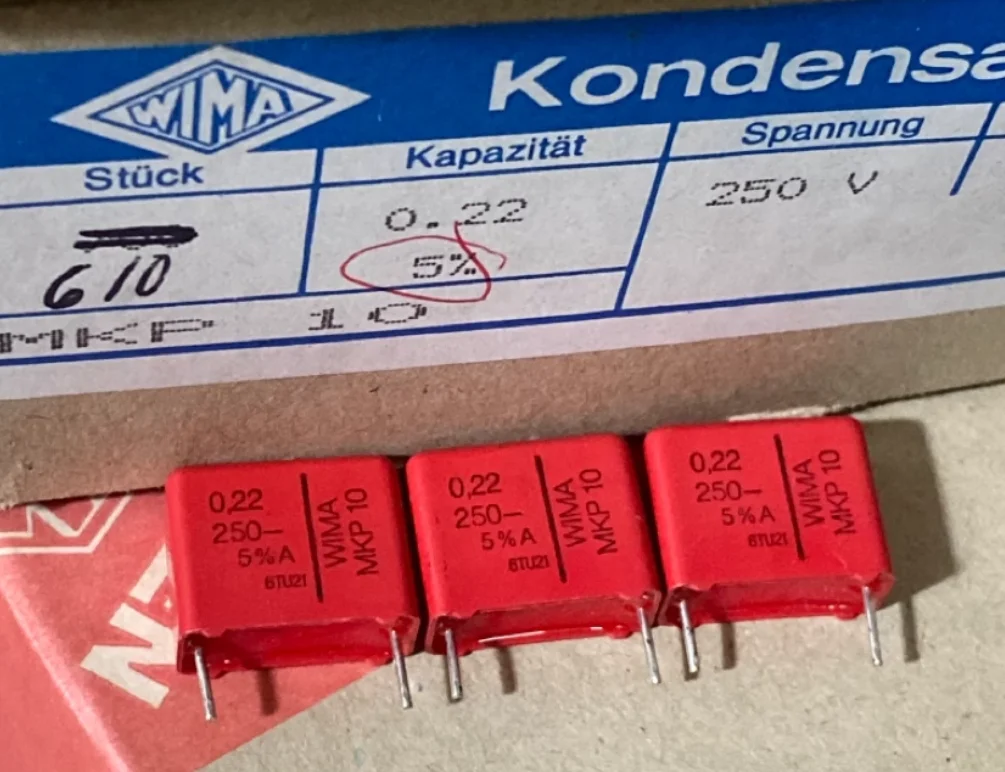 WIMA
Kondensa
Stück
Kapazität
Spannung
610
0.22
250 V
5%
MKP 10
0,22
250–
5%A
6TU21
WIMA
MKP 10
0,22
250–
5%A
6TU21
WIMA
MKP 10
0,22
250–
5%A
6TU21
WIMA
MKP 10